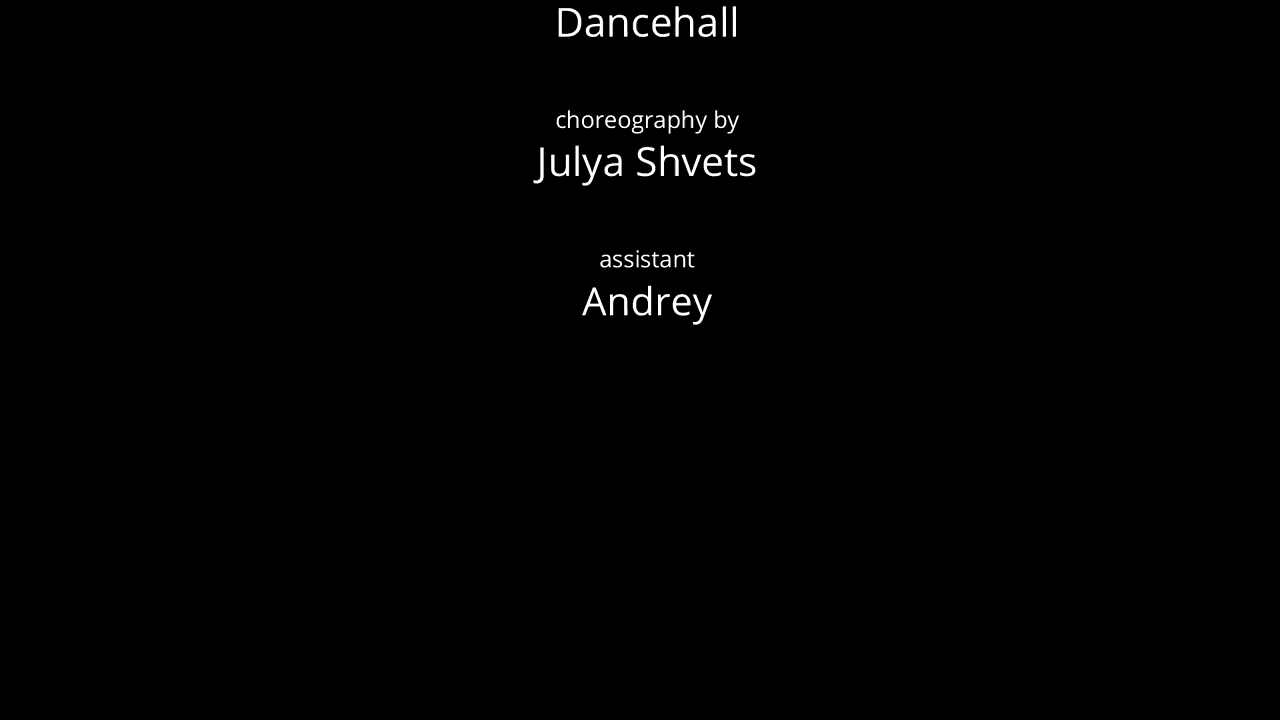 Dancehall
choreography by
Julya Shvets
assistant
Andrey